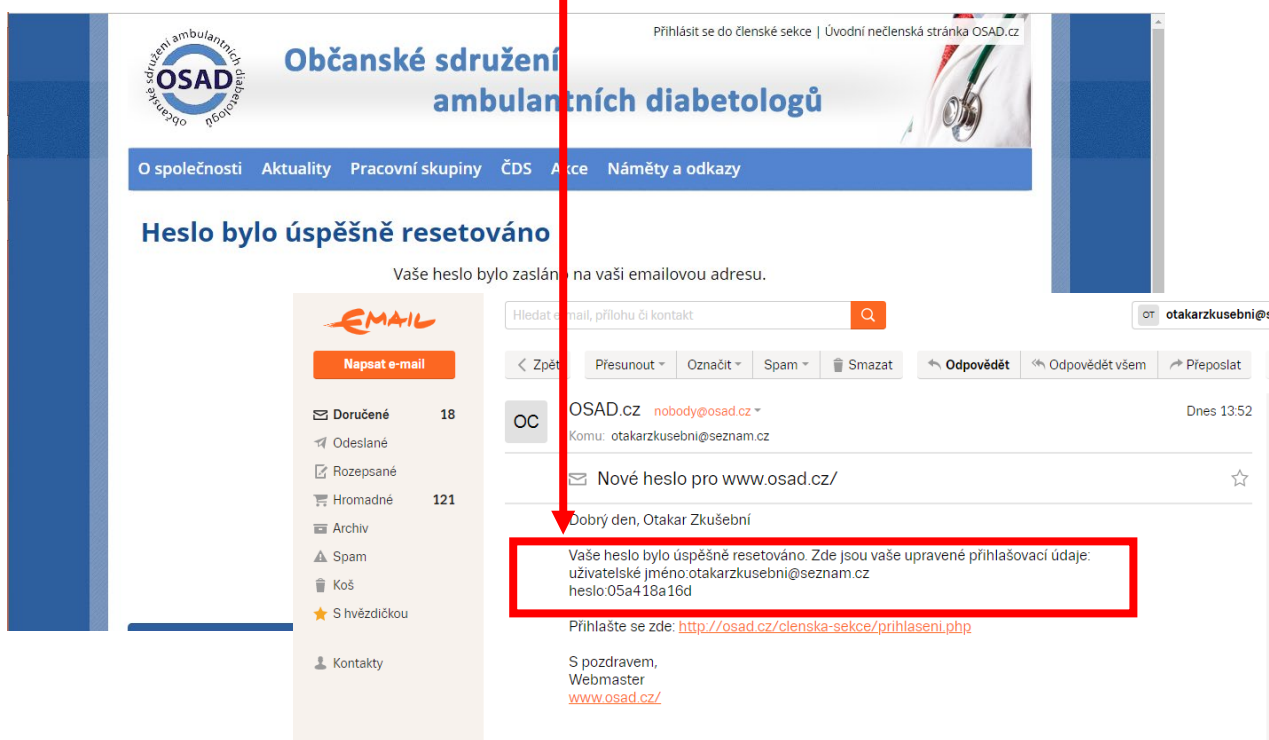 Přihlásit se do členské sekce | Úvodní nečlenská stránka OSAD.cz
občanské sdružení ambulantních diabetologů
OSAD
Občanské sdružení
ambulantních diabetologů
O společnosti Aktuality Pracovní skupiny ČDS Akce Náměty a odkazy
Heslo bylo úspěšně resetováno
Vaše heslo bylo zasláno na vaši emailovou adresu.
EMAIL
Hledat e-mail, přílohu či kontakt
OT otakarzkusebni@s
Napsat e-mail
Zpět Přesunout Označit Spam Smazat Odpovědět Odpovědět všem Přeposlat
Doručené 18
Odeslané
Rozepsané
Hromadné 121
Archiv
Spam
Koš
S hvězdičkou
Kontakty
OC
OSAD.cz nobody@osad.cz Dnes 13:52
Komu: otakarzkusebni@seznam.cz
Nové heslo pro www.osad.cz/
Dobrý den, Otakar Zkušební
Vaše heslo bylo úspěšně resetováno. Zde jsou vaše upravené přihlašovací údaje:
uživatelské jméno:otakarzkusebni@seznam.cz
heslo:05a418a16d
Přihlašte se zde: http://osad.cz/clenska-sekce/prihlaseni.php
S pozdravem,
Webmaster
www.osad.cz/